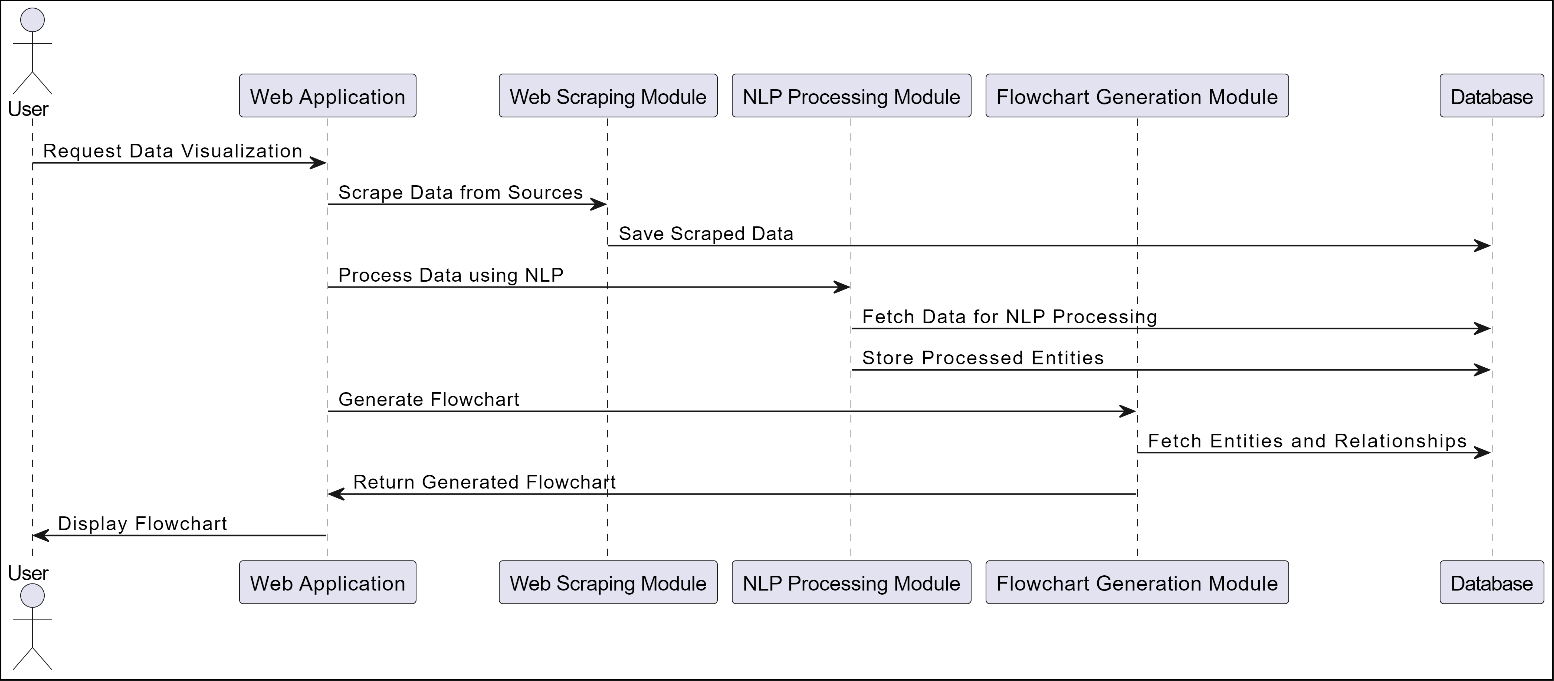 User
Web Application
Web Scraping Module
NLP Processing Module
Flowchart Generation Module
Database
Request Data Visualization
Scrape Data from Sources
Save Scraped Data
Process Data using NLP
Fetch Data for NLP Processing
Store Processed Entities
Generate Flowchart
Fetch Entities and Relationships
Return Generated Flowchart
Display Flowchart
User
Web Application
Web Scraping Module
NLP Processing Module
Flowchart Generation Module
Database